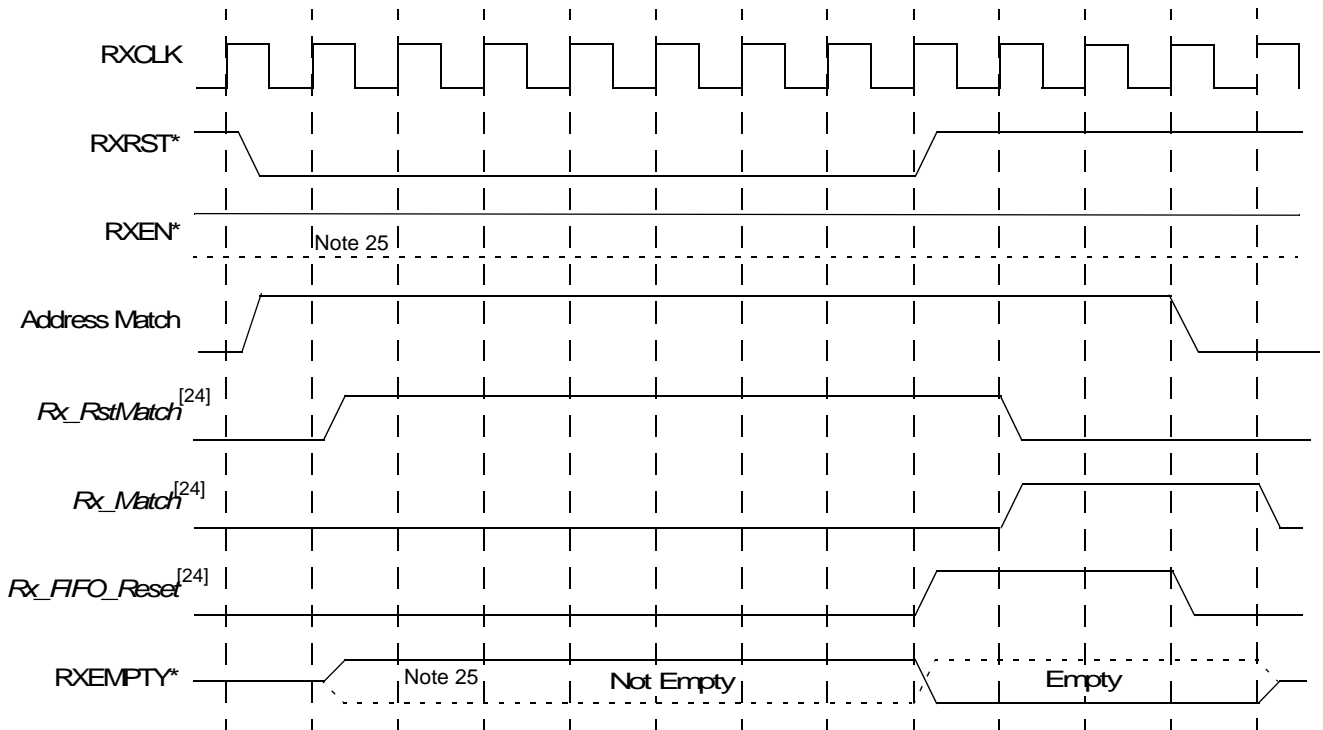 RXCLK
RXRST*
RXEN*
Note 25
Address Match
Rx_RstMatch[24]
Rx_Match[24]
Rx_FIFO_Reset[24]
RXEMPTY* Note 25 Not Empty Empty